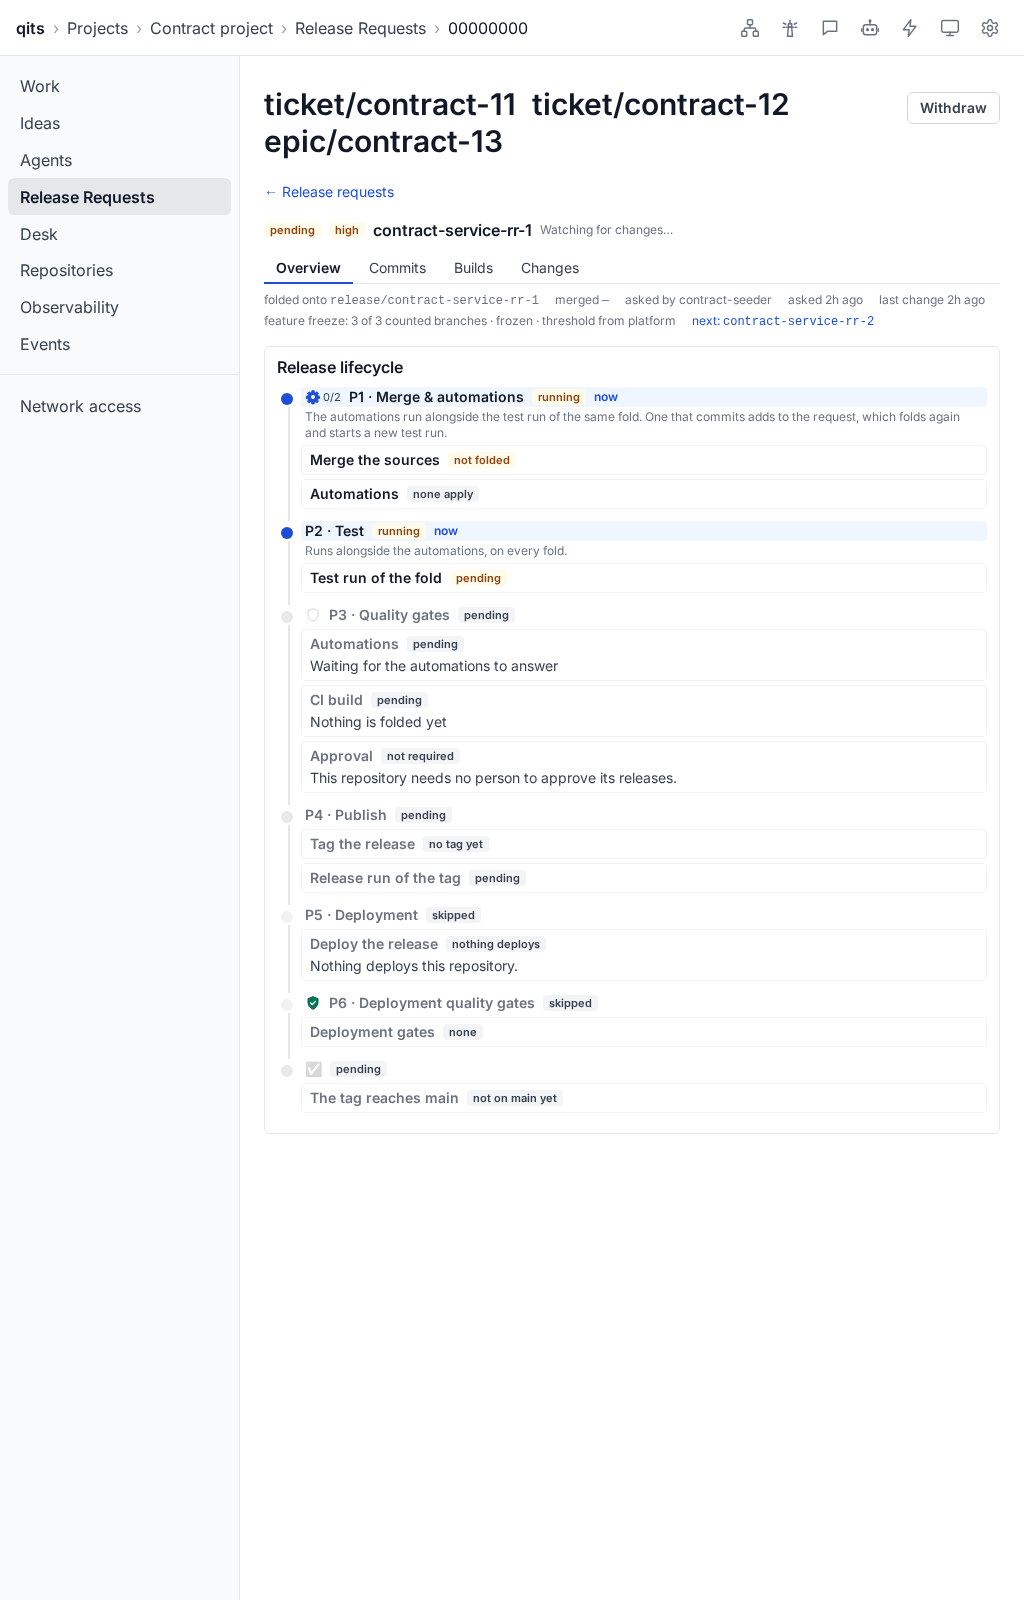 qits › Projects › Contract project › Release Requests › 00000000
Work
Ideas
Agents
Release Requests
Desk
Repositories
Observability
Events
Network access
ticket/contract-11 ticket/contract-12
epic/contract-13
Withdraw
← Release requests
pending high contract-service-rr-1 Watching for changes…
Overview Commits Builds Changes
folded onto release/contract-service-rr-1 merged — asked by contract-seeder asked 2h ago last change 2h ago
feature freeze: 3 of 3 counted branches · frozen · threshold from platform next: contract-service-rr-2
Release lifecycle
0/2 P1 · Merge & automations running now
The automations run alongside the test run of the same fold. One that commits adds to the request, which folds again
and starts a new test run.
Merge the sources not folded
Automations none apply
P2 · Test running now
Runs alongside the automations, on every fold.
Test run of the fold pending
P3 · Quality gates pending
Automations pending
Waiting for the automations to answer
CI build pending
Nothing is folded yet
Approval not required
This repository needs no person to approve its releases.
P4 · Publish pending
Tag the release no tag yet
Release run of the tag pending
P5 · Deployment skipped
Deploy the release nothing deploys
Nothing deploys this repository.
P6 · Deployment quality gates skipped
Deployment gates none
pending
The tag reaches main not on main yet